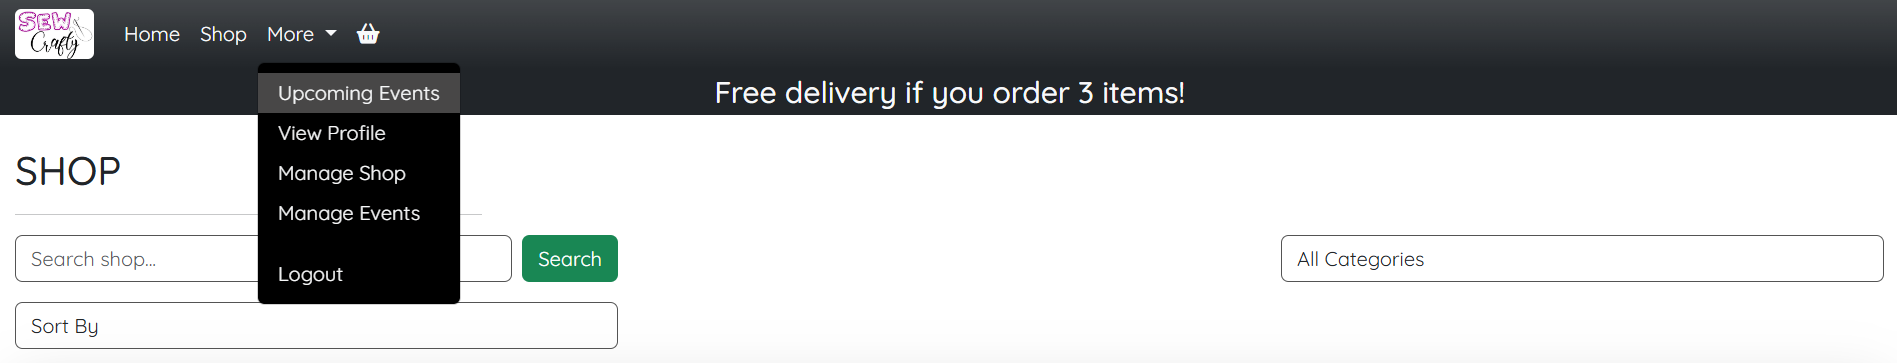 SEW
Crafty
Home Shop More
Upcoming Events
Free delivery if you order 3 items!
View Profile
Manage Shop
Manage Events
Logout
SHOP
Search shop...
Search
All Categories
Sort By